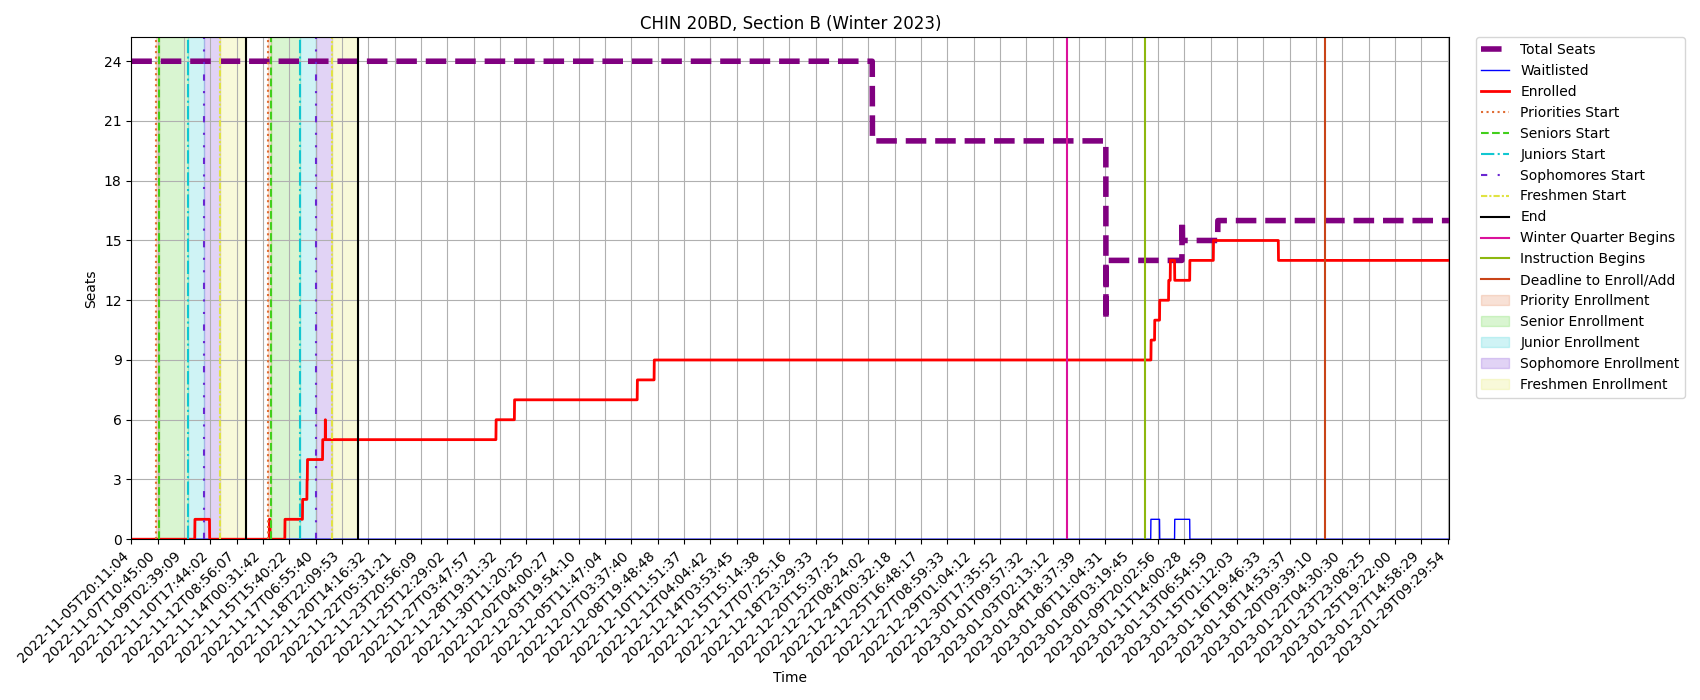 CHIN 20BD, Section B (Winter 2023)
Seats
24
21
18
15
12
9
6
3
0
2022-11-05T20:11:04
2022-11-07T10:45:00
2022-11-09T02:39:09
2022-11-10T17:44:02
2022-11-12T08:56:07
2022-11-14T00:31:42
2022-11-15T15:40:22
2022-11-17T06:55:40
2022-11-18T22:09:53
2022-11-20T14:16:32
2022-11-22T05:31:21
2022-11-23T20:56:09
2022-11-25T12:29:02
2022-11-27T03:47:57
2022-11-28T19:31:32
2022-11-30T11:20:25
2022-12-02T04:00:27
2022-12-03T19:54:10
2022-12-05T11:47:04
2022-12-07T03:37:40
2022-12-08T19:48:48
2022-12-10T11:51:37
2022-12-12T04:04:42
2022-12-14T03:53:45
2022-12-15T15:14:38
2022-12-17T07:25:16
2022-12-18T23:29:33
2022-12-20T15:37:25
2022-12-22T08:24:02
2022-12-24T00:32:18
2022-12-25T16:48:17
2022-12-27T08:59:33
2022-12-29T01:04:12
2022-12-30T17:35:52
2023-01-01T09:57:32
2023-01-03T02:13:12
2023-01-04T18:37:39
2023-01-06T11:04:31
2023-01-08T03:19:45
2023-01-09T20:02:56
2023-01-11T14:00:28
2023-01-13T06:54:59
2023-01-15T01:12:03
2023-01-16T19:46:33
2023-01-18T14:53:37
2023-01-20T09:39:10
2023-01-22T04:30:30
2023-01-23T23:08:25
2023-01-25T19:22:00
2023-01-27T14:58:29
2023-01-29T09:29:54
Time
Total Seats
Waitlisted
Enrolled
Priorities Start
Seniors Start
Juniors Start
Sophomores Start
Freshmen Start
End
Winter Quarter Begins
Instruction Begins
Deadline to Enroll/Add
Priority Enrollment
Senior Enrollment
Junior Enrollment
Sophomore Enrollment
Freshmen Enrollment